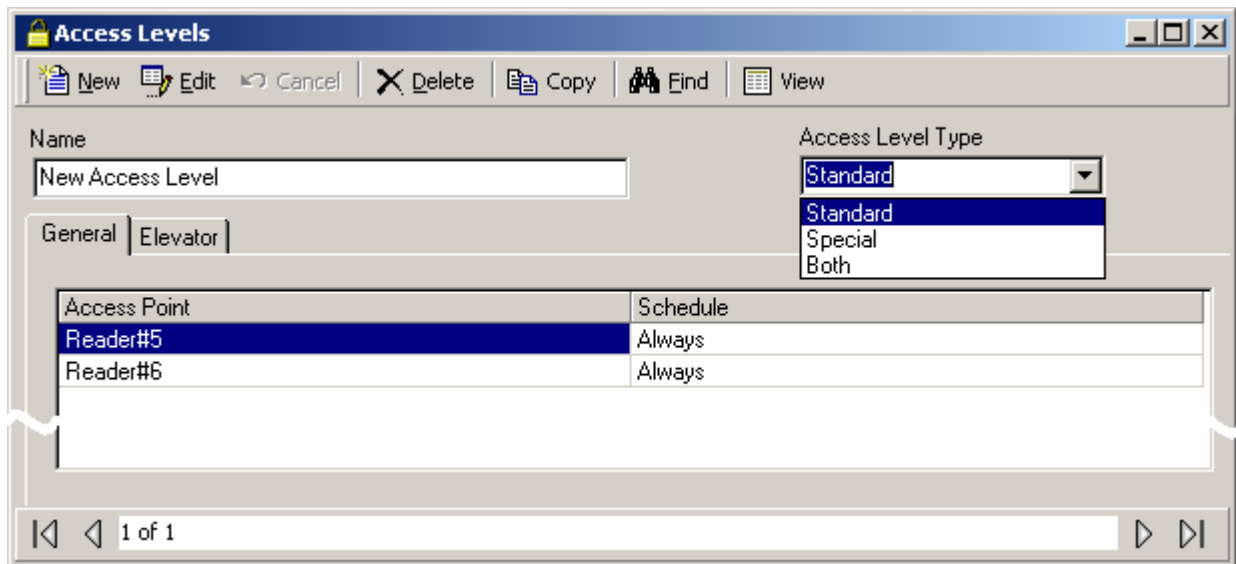 Access Levels
New Edit Cancel Delete Copy Find View
Name
Access Level Type
New Access Level
Standard
Standard
Special
Both
General Elevator
Access Point Schedule
Reader#5 Always
Reader#6 Always
1 of 1